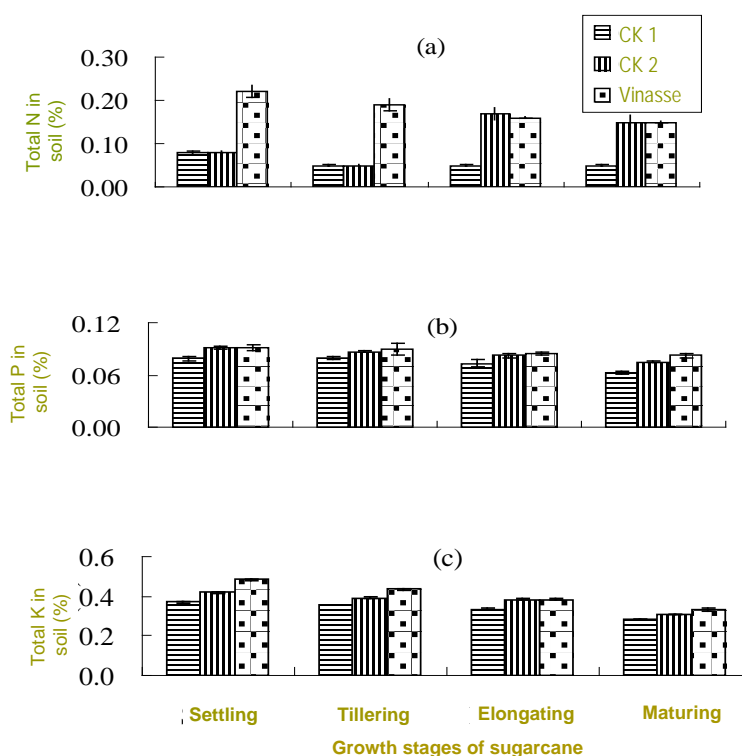 (a)
CK 1
CK 2
Vinasse
Total N in
soil (%)
0.30
0.20
0.10
0.00
(b)
Total P in
soil (%)
0.12
0.06
0.00
(c)
Total K in
soil (%)
0.6
0.4
0.2
0.0
Settling Tillering Elongating Maturing
Growth stages of sugarcane